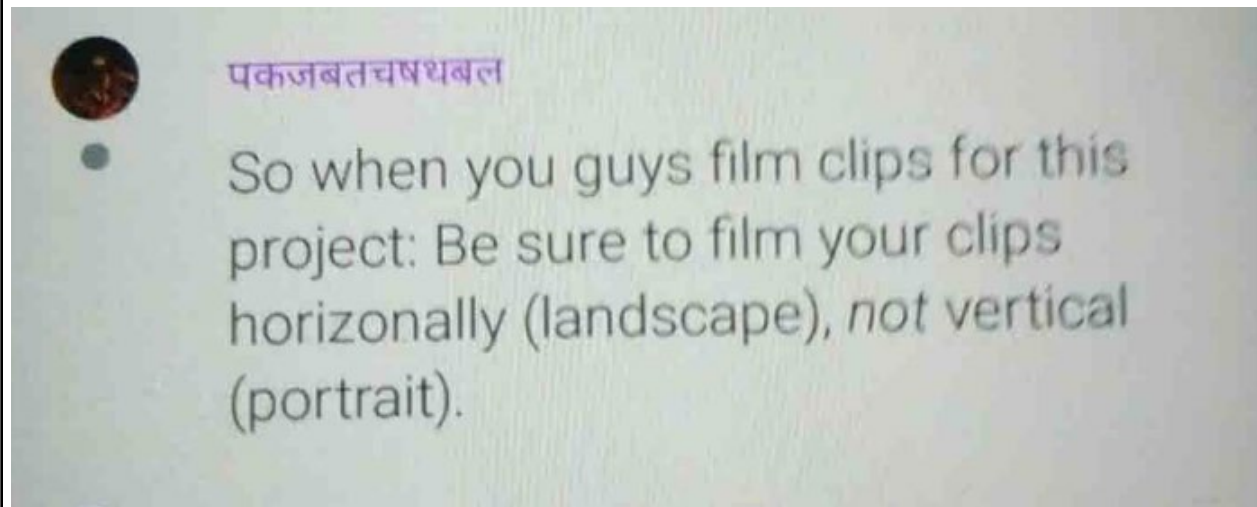 पकजबतचषथबल
So when you guys film clips for this
project: Be sure to film your clips
horizonally (landscape), not vertical
(portrait).